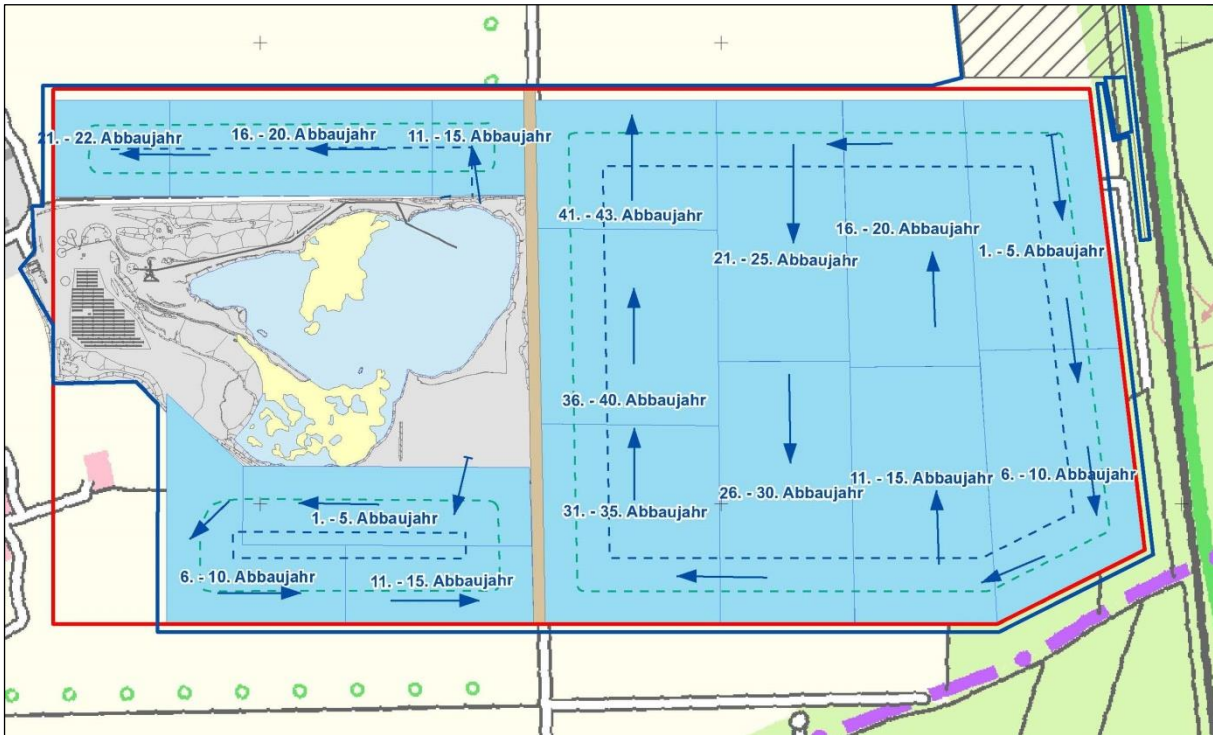 21. - 22. Abbaujahr
16. - 20. Abbaujahr
11. - 15. Abbaujahr
41. - 43. Abbaujahr
16. - 20. Abbaujahr
21. - 25. Abbaujahr
1. - 5. Abbaujahr
36. - 40. Abbaujahr
31. - 35. Abbaujahr
26. - 30. Abbaujahr
11. - 15. Abbaujahr
6. - 10. Abbaujahr
1. - 5. Abbaujahr
6. - 10. Abbaujahr
11. - 15. Abbaujahr